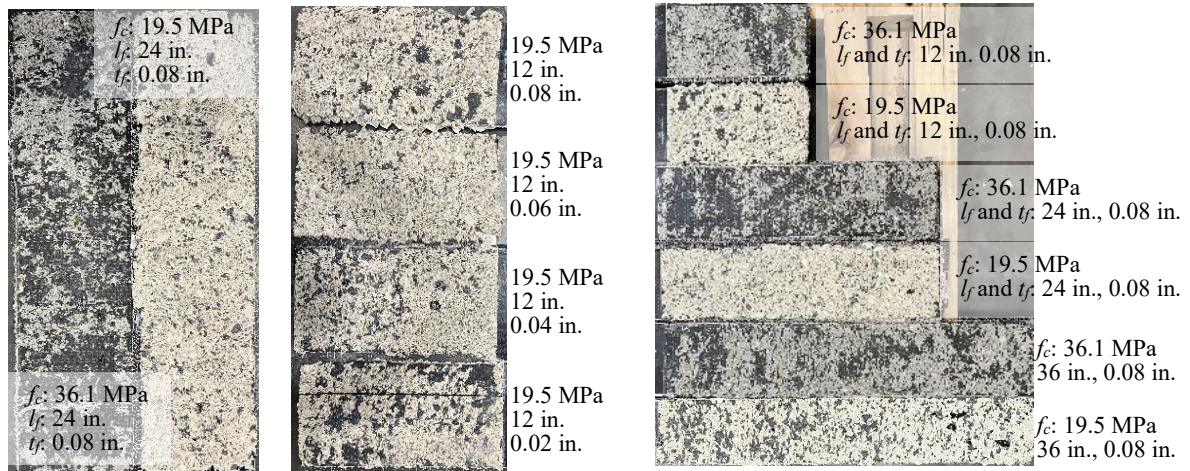 fc: 19.5 MPa
lf: 24 in.
tf: 0.08 in.
fc: 36.1 MPa
lf: 24 in.
tf: 0.08 in.
19.5 MPa
12 in.
0.08 in.
19.5 MPa
12 in.
0.06 in.
19.5 MPa
12 in.
0.04 in.
19.5 MPa
12 in.
0.02 in.
fc: 36.1 MPa
lf and tf: 12 in. 0.08 in.
fc: 19.5 MPa
lf and tf: 12 in., 0.08 in.
fc: 36.1 MPa
lf and tf: 24 in., 0.08 in.
fc: 19.5 MPa
lf and tf: 24 in., 0.08 in.
fc: 36.1 MPa
36 in., 0.08 in.
fc: 19.5 MPa
36 in., 0.08 in.